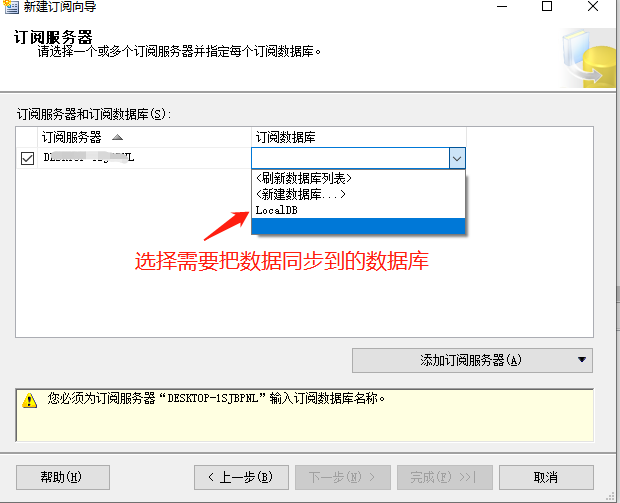 新建订阅向导
订阅服务器
请选择一个或多个订阅服务器并指定每个订阅数据库。
订阅服务器和订阅数据库(S):
订阅服务器 订阅数据库
<刷新数据库列表>
<新建数据库...>
LocalDB
选择需要把数据同步到的数据库
添加订阅服务器(A)
您必须为订阅服务器“DESKTOP-1SJBPNL”输入订阅数据库名称。
帮助(H) < 上一步(B) 下一步(N) > 完成(F) >>| 取消